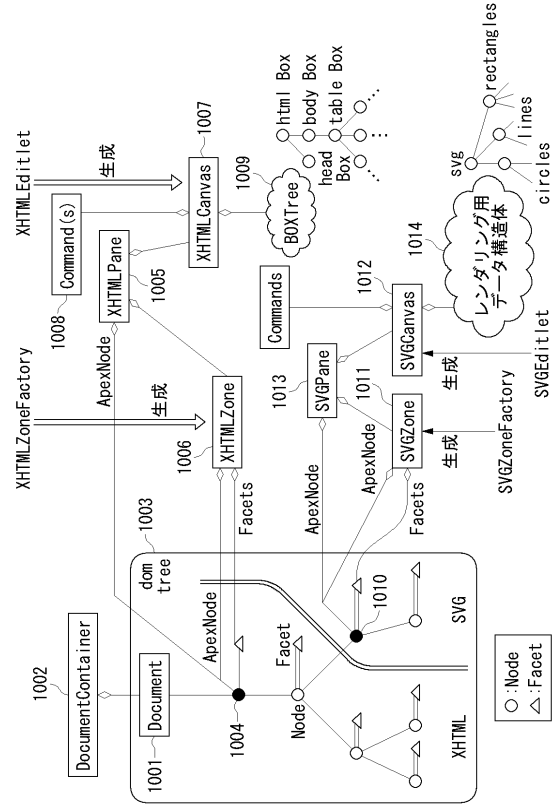 XHTMLZoneFactory
XHTMLEditlet
1002
DocumentContainer
1008
Command(s)
生成
ApexNode
XHTMLPane
1005
XHTMLCanvas
1007
生成
1006
XHTMLZone
1009
BOXTree
html Box
body Box
table Box
head
Box
1001
Document
dom
tree
1003
ApexNode
Facets
1004
Node
Facet
1010
XHTML
SVG
ApexNode
ApexNode
Facets
1013
SVGPane
1011
SVGZone
Commands
1012
SVGCanvas
1014
レンダリング用
データ構造体
生成
生成
SVGZoneFactory
SVGEditlet
svg
rectangles
lines
circles
:Node
:Facet